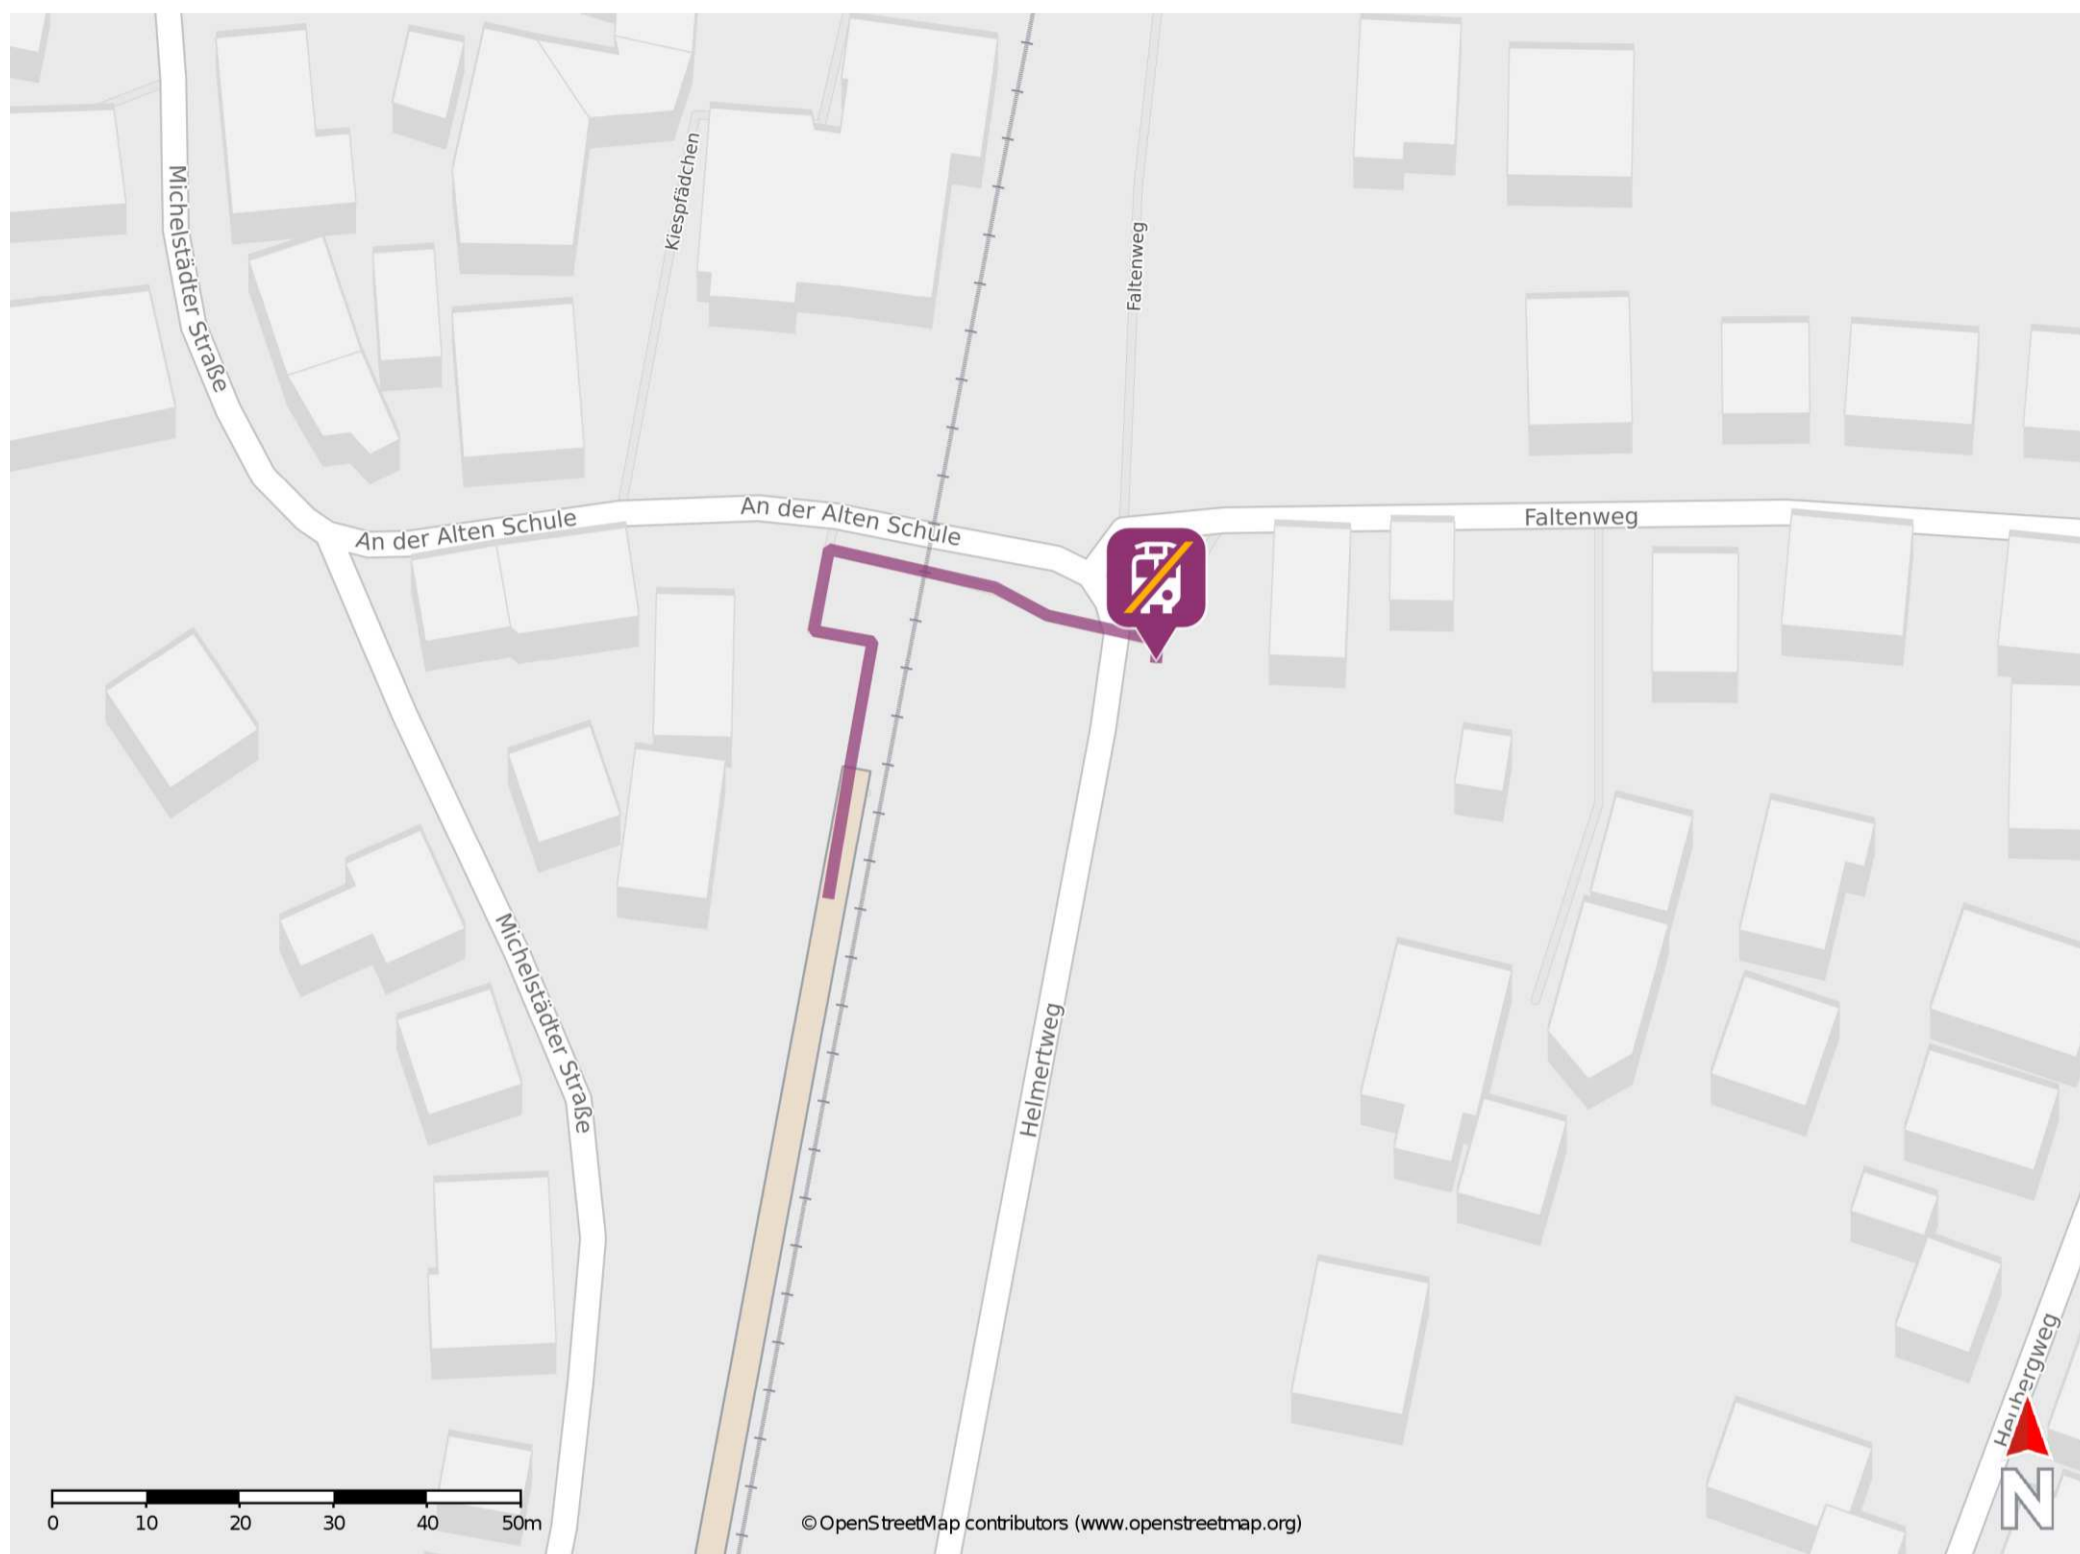 Michelstädter Straße
Kiespfädchen
Faltenweg
An der Alten Schule
An der Alten Schule
Faltenweg
Michelstädter Straße
Helmertweg
Heubergweg
N
0 10 20 30 40 50m
© OpenStreetMap contributors (www.openstreetmap.org)